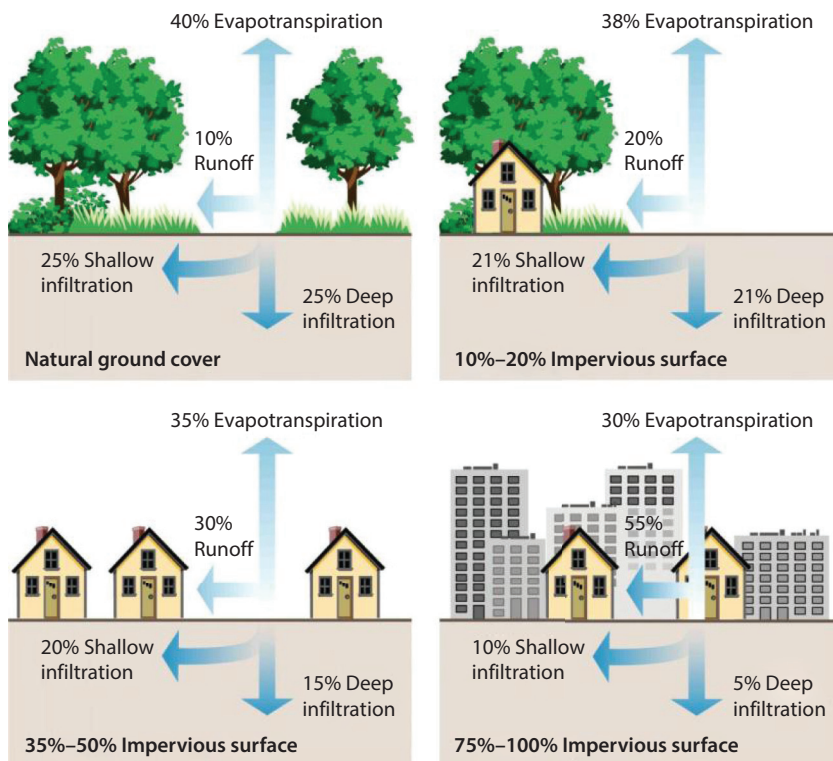 40% Evapotranspiration
10%
Runoff
25% Shallow
infiltration
25% Deep
infiltration
Natural ground cover
38% Evapotranspiration
20%
Runoff
21% Shallow
infiltration
21% Deep
infiltration
10%–20% Impervious surface
35% Evapotranspiration
30%
Runoff
20% Shallow
infiltration
15% Deep
infiltration
35%–50% Impervious surface
30% Evapotranspiration
55%
Runoff
10% Shallow
infiltration
5% Deep
infiltration
75%–100% Impervious surface